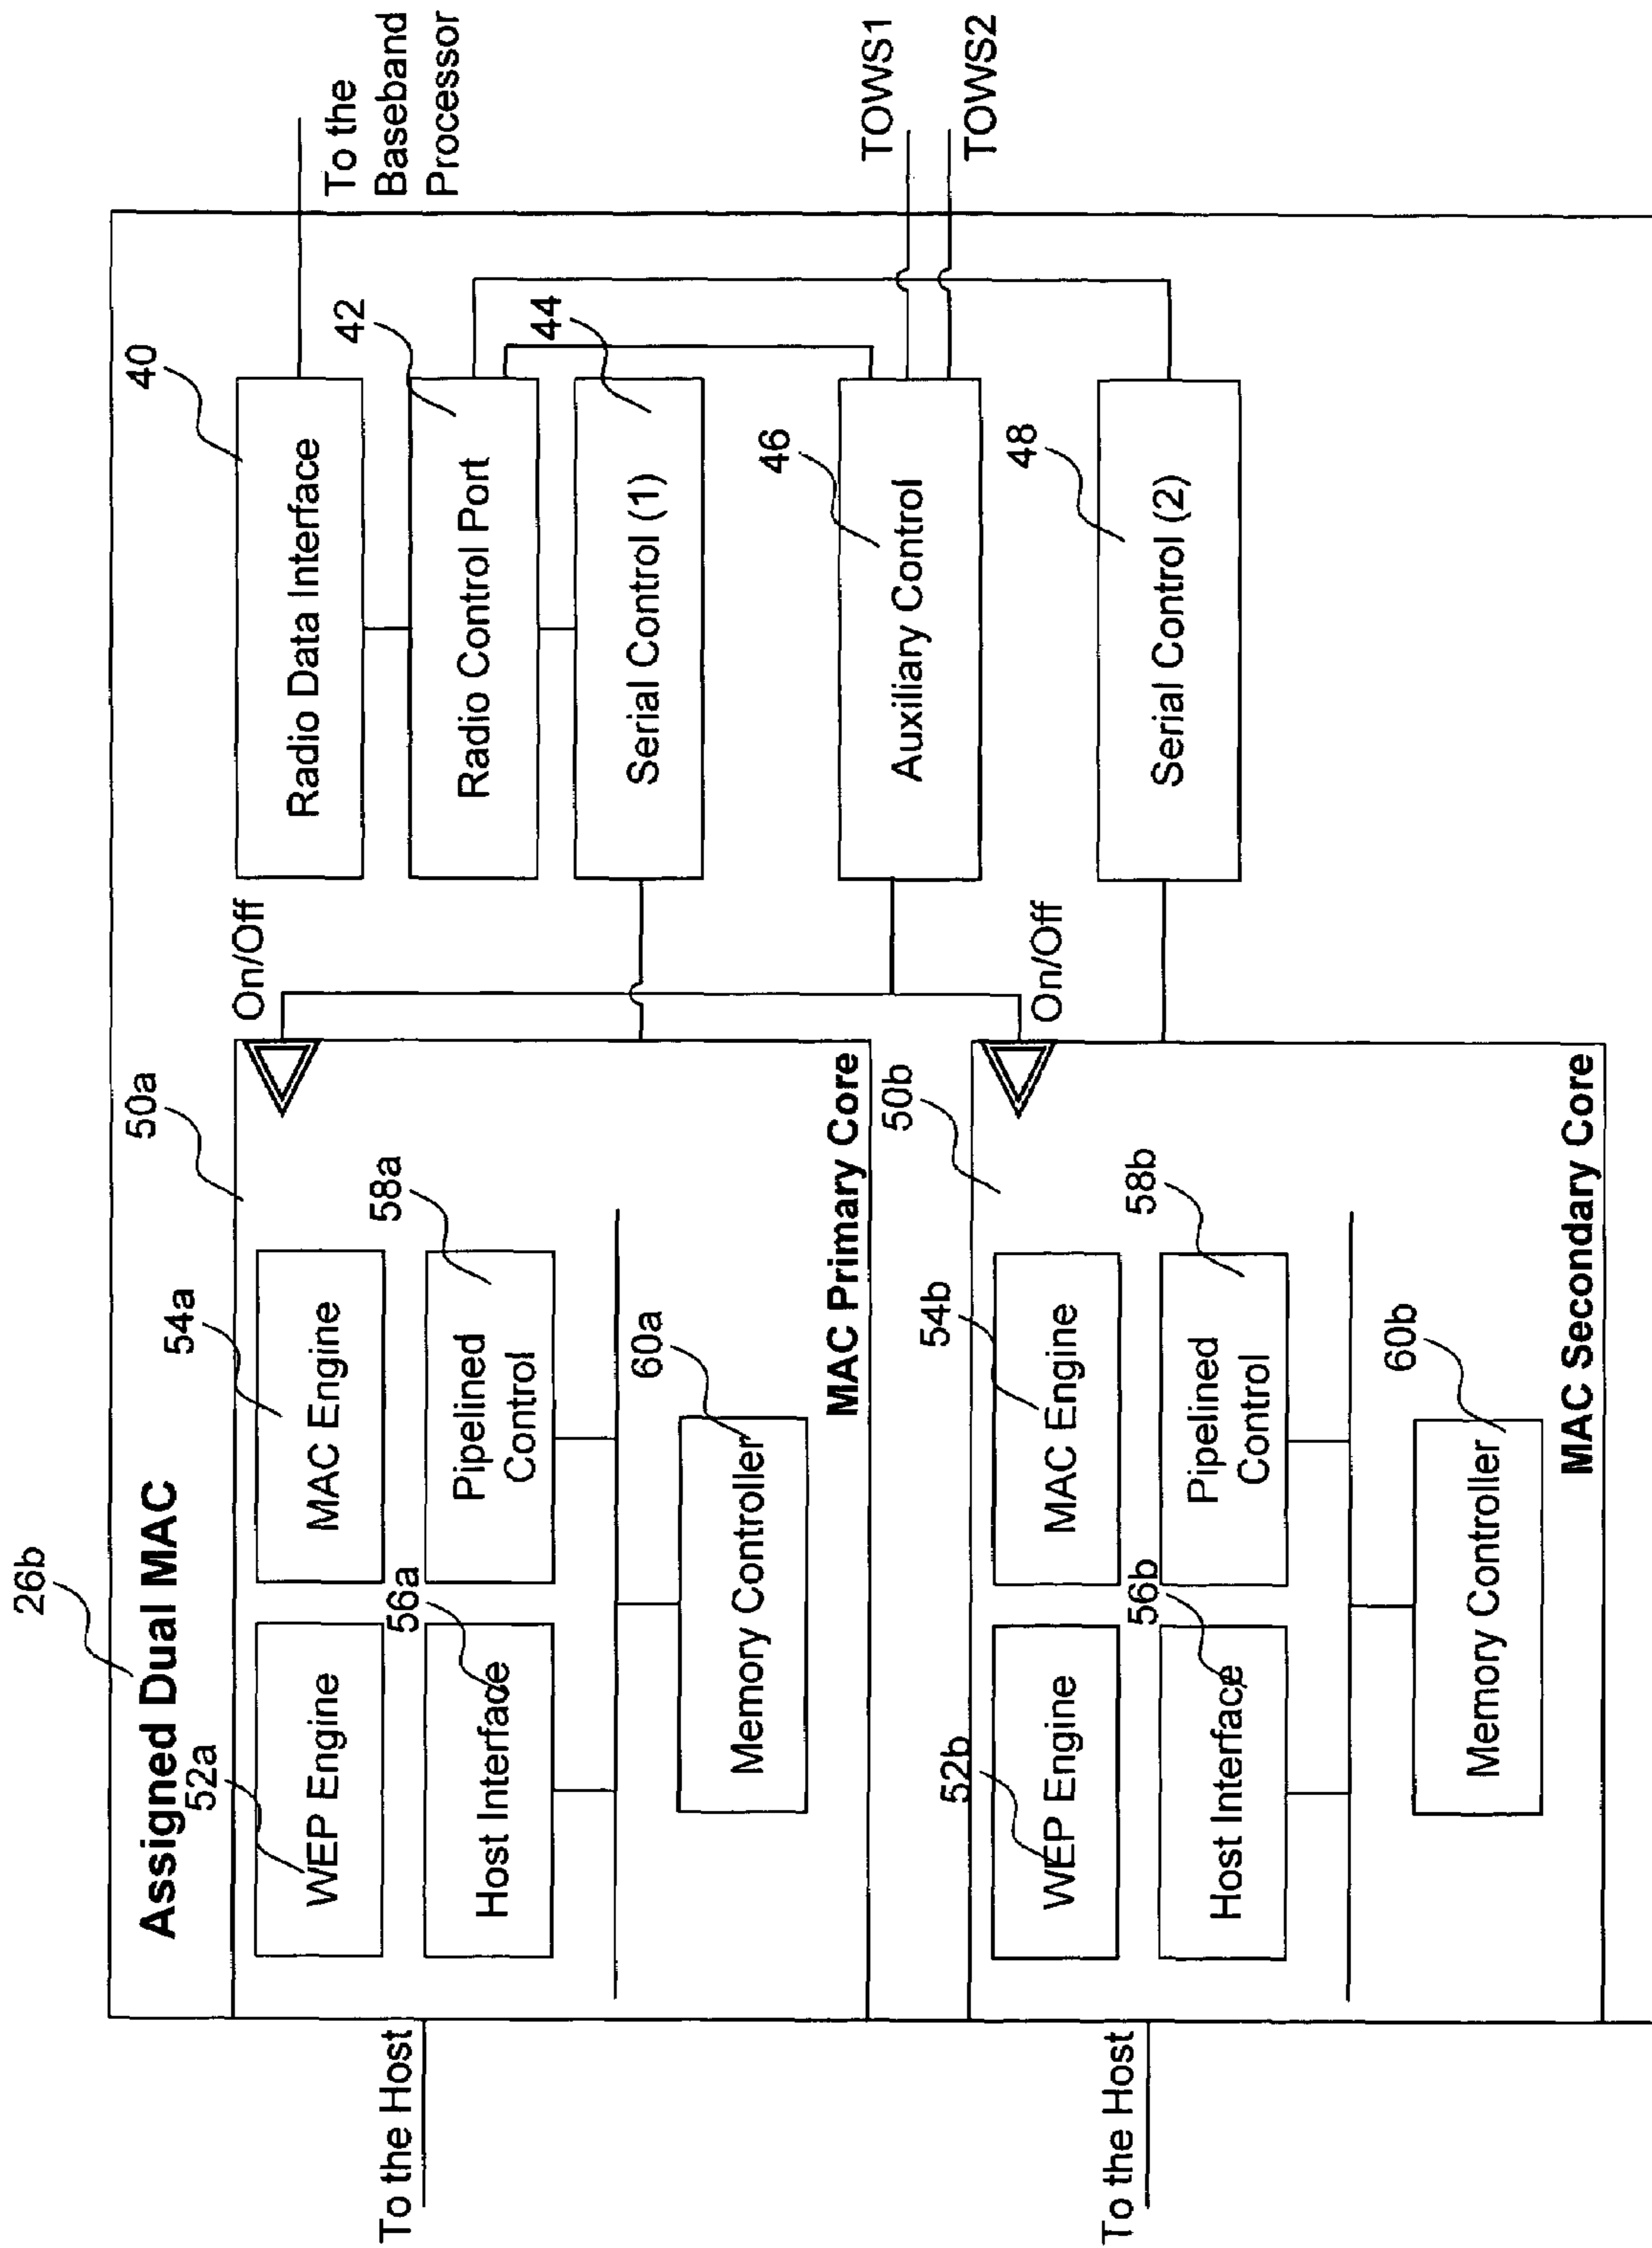 26b
Assigned Dual MAC
To the Host
50a
52a
WEP Engine
54a
MAC Engine
56a
Host Interface
58a
Pipelined
Control
60a
Memory Controller
MAC Primary Core
On/Off
40
Radio Data Interface
To the
Baseband
Processor
42
Radio Control Port
44
Serial Control (1)
46
Auxiliary Control
TOWS1
TOWS2
48
Serial Control (2)
On/Off
To the Host
50b
52b
WEP Engine
54b
MAC Engine
56b
Host Interface
58b
Pipelined
Control
60b
Memory Controller
MAC Secondary Core